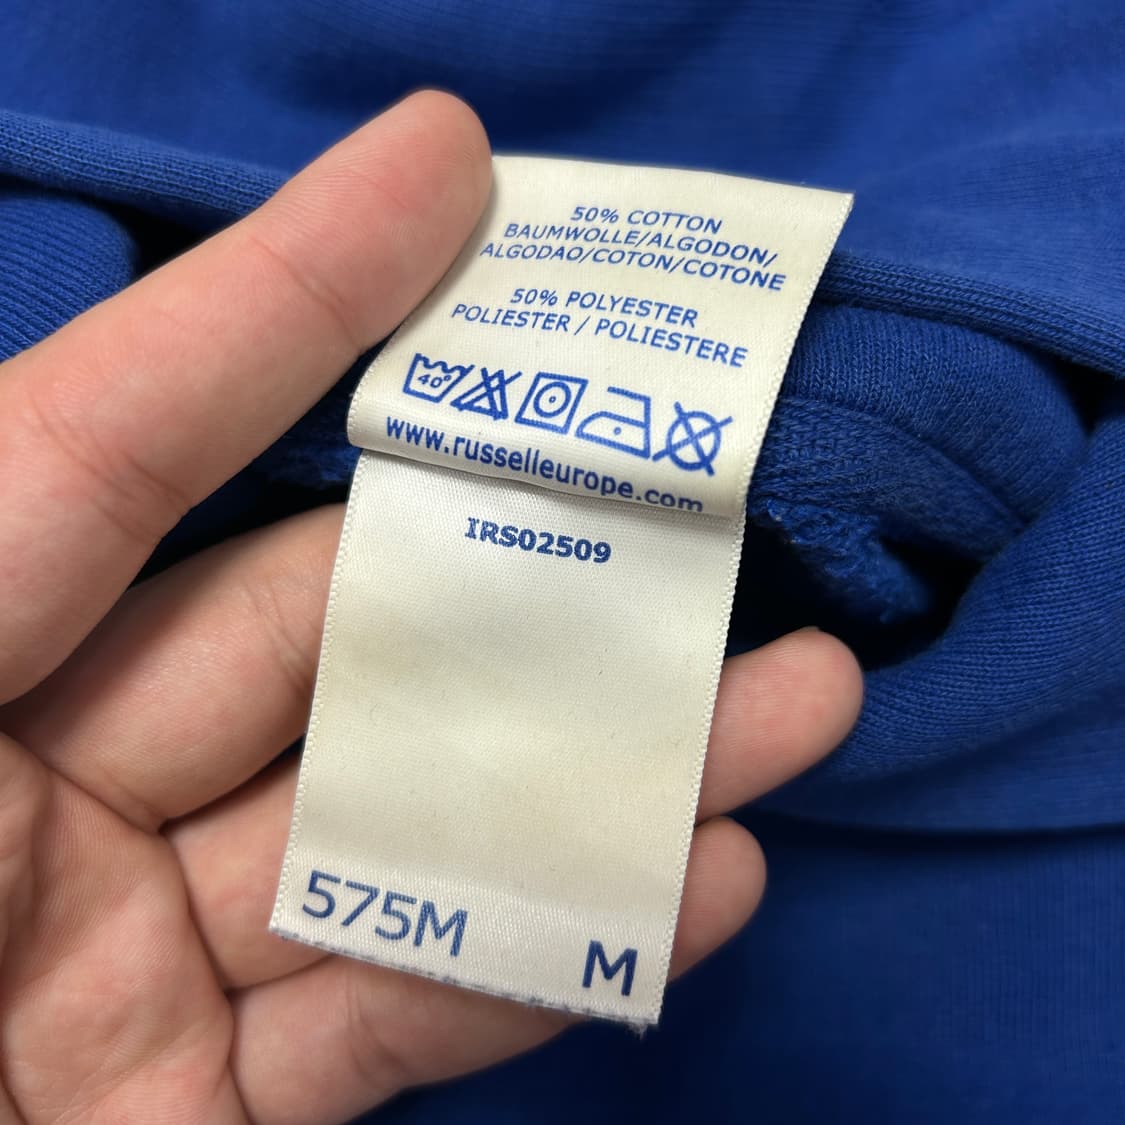 50% COTTON
BAUMWOLLE/ALGODON/
ALGODAO/COTON/COTONE
50% POLYESTER
POLIESTER / POLIESTERE
40°
www.russelleurope.com
IRS02509
575M
M